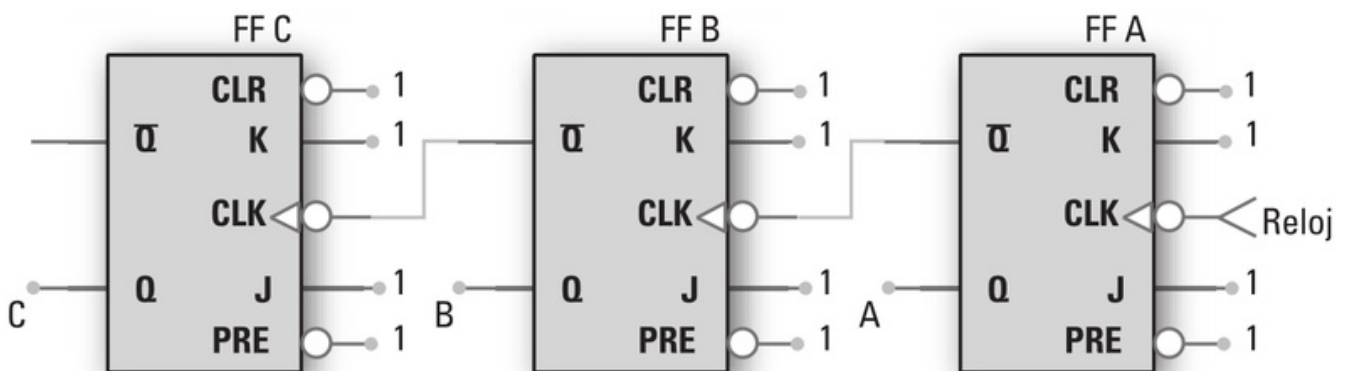 FF C FF B FF A
CLR 1 CLR 1 CLR 1
Q̅ K 1 Q̅ K 1 Q̅ K 1
CLK CLK CLK Reloj
Q J 1 Q J 1 Q J 1
C B A
PRE 1 PRE 1 PRE 1